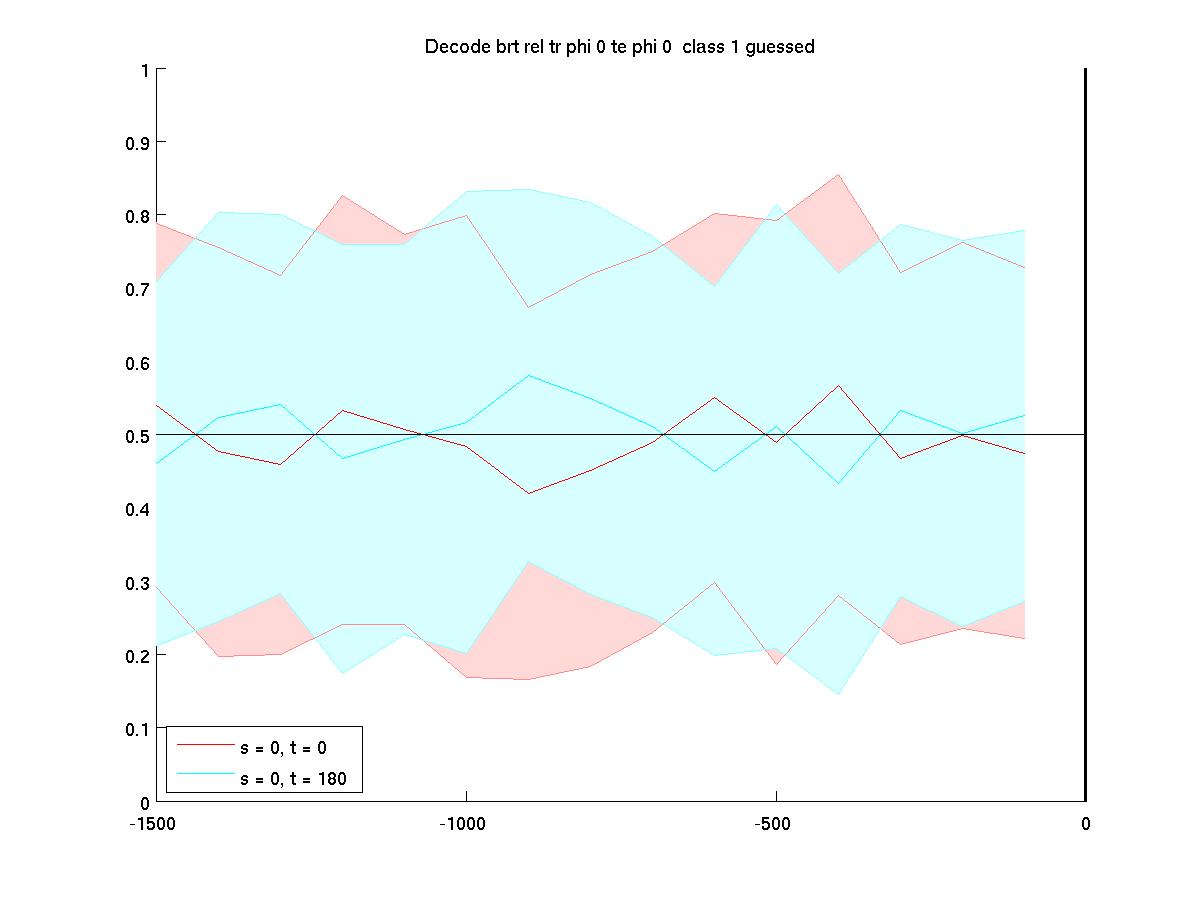 Decode brt rel tr phi 0 te phi 0 class 1 guessed
1
0.9
0.8
0.7
0.6
0.5
0.4
0.3
0.2
0.1
0
s = 0, t = 0
s = 0, t = 180
-1500 -1000 -500 0